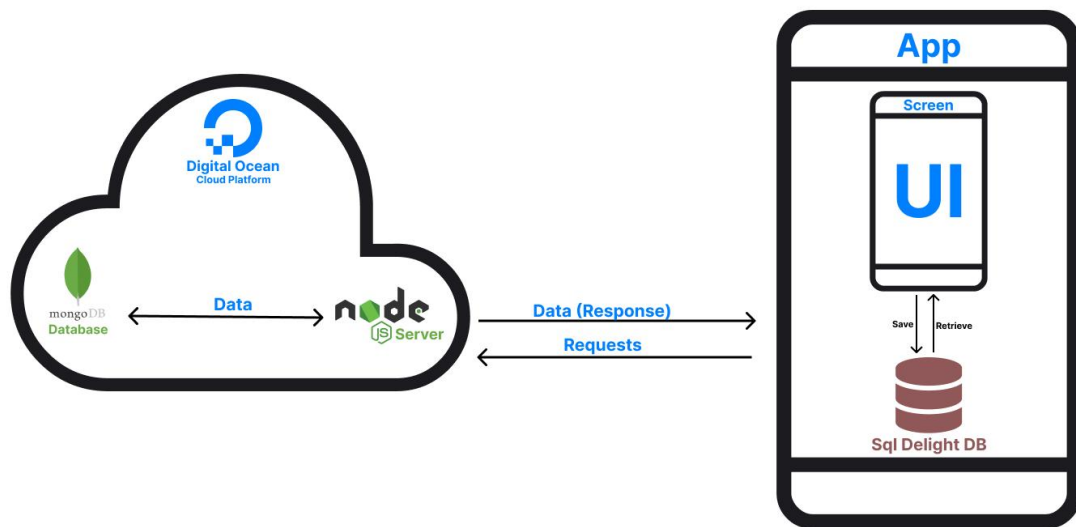 App
Screen
UI
Digital Ocean
Cloud Platform
mongoDB
Database
Data
node
JS
Server
Data (Response)
Requests
Save
Retrieve
Sql Delight DB